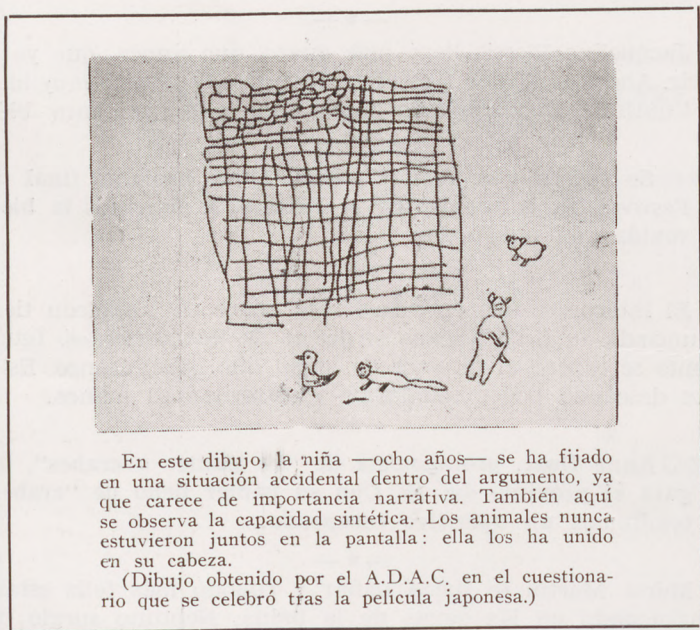 En este dibujo, la niña —ocho años— se ha fijado
en una situación accidental dentro del argumento, ya
que carece de importancia narrativa. También aquí
se observa la capacidad sintética. Los animales nunca
estuvieron juntos en la pantalla: ella los ha unido
en su cabeza.
(Dibujo obtenido por el A.D.A.C. en el cuestiona-
rio que se celebró tras la película japonesa.)